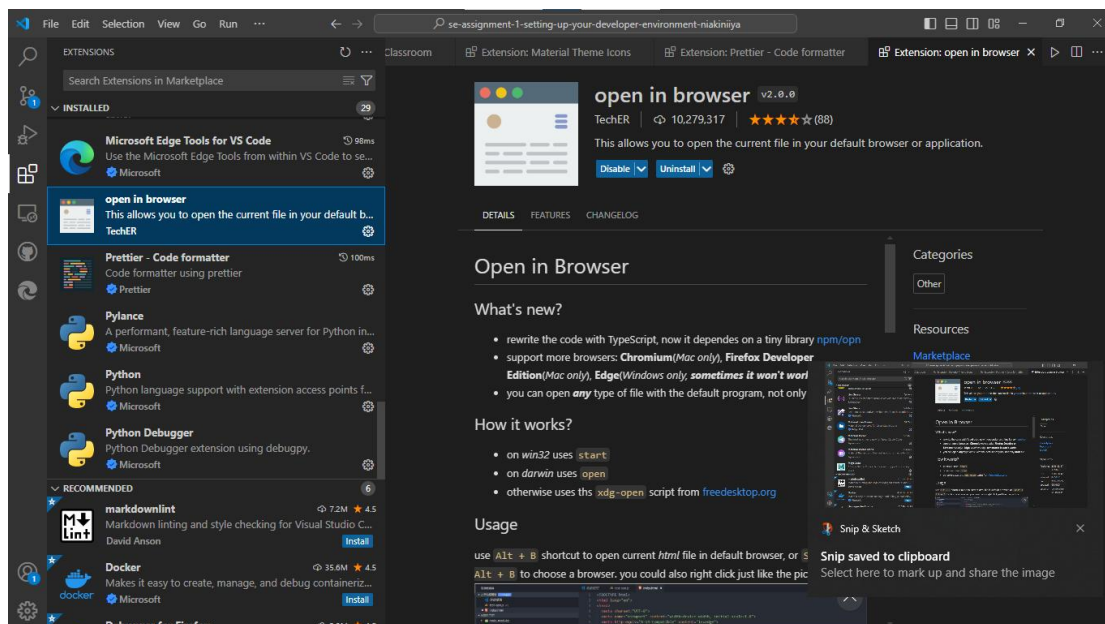 File Edit Selection View Go Run ···
se-assignment-1-setting-up-your-developer-environment-niakiniiya
EXTENSIONS
Classroom
Extension: Material Theme Icons
Extension: Prettier - Code formatter
Extension: open in browser
Search Extensions in Marketplace
INSTALLED
29
Microsoft Edge Tools for VS Code
98ms
Use the Microsoft Edge Tools from within VS Code to se...
Microsoft
open in browser
This allows you to open the current file in your default b...
TechER
Prettier - Code formatter
100ms
Code formatter using prettier
Prettier
Pylance
A performant, feature-rich language server for Python in...
Microsoft
Python
Python language support with extension access points f...
Microsoft
Python Debugger
Python Debugger extension using debugpy.
Microsoft
RECOMMENDED
6
markdownlint
7.2M ★ 4.5
Markdown linting and style checking for Visual Studio C...
David Anson
Install
Docker
35.6M ★ 4.5
Makes it easy to create, manage, and debug containeriz...
Microsoft
Install
1
1
open in browser v2.0.0
TechER 10,279,317 (88)
This allows you to open the current file in your default browser or application.
Disable Uninstall
DETAILS FEATURES CHANGELOG
Open in Browser
What's new?
• rewrite the code with TypeScript, now it dependes on a tiny library npm/opn
• support more browsers: Chromium(Mac only), Firefox Developer
Edition(Mac only), Edge(Windows only, sometimes it won't work
• you can open any type of file with the default program, not only
How it works?
• on win32 uses start
• on darwin uses open
• otherwise uses ths xdg-open script from freedesktop.org
Usage
use Alt + B shortcut to open current html file in default browser, or S
Alt + B to choose a browser. you could also right click just like the pic
Categories
Other
Resources
Marketplace
Snip & Sketch
Snip saved to clipboard
Select here to mark up and share the image